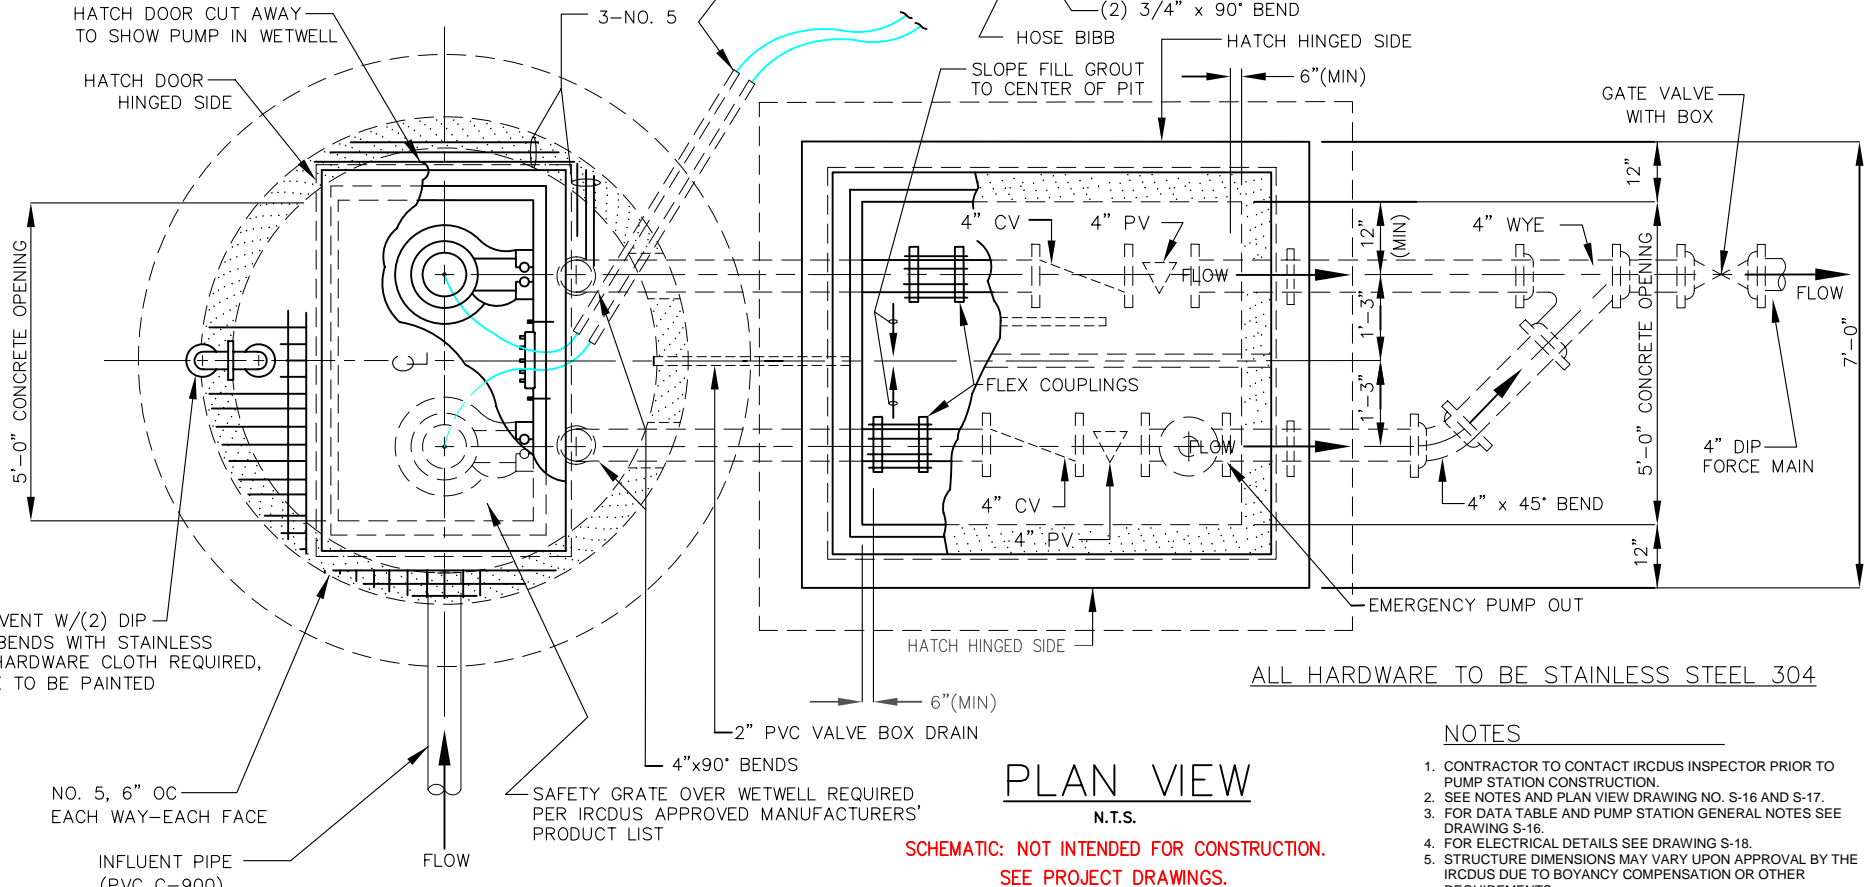 HATCH DOOR CUT AWAY
TO SHOW PUMP IN WETWELL
HATCH DOOR
HINGED SIDE
3-NO. 5
(2) 3/4" x 90° BEND
HOSE BIBB
HATCH HINGED SIDE
SLOPE FILL GROUT
TO CENTER OF PIT
6"(MIN)
GATE VALVE
WITH BOX
12"
4" CV
4" PV
12"
(MIN)
4" WYE
FLOW
FLOW
5'-0" CONCRETE OPENING
1'-3"
5'-0" CONCRETE OPENING
7'-0"
FLEX COUPLINGS
1'-3"
FLOW
4" DIP
FORCE MAIN
4" CV
4" x 45° BEND
4" PV
12"
EMERGENCY PUMP OUT
VENT W/(2) DIP
BENDS WITH STAINLESS
HARDWARE CLOTH REQUIRED,
TO BE PAINTED
HATCH HINGED SIDE
ALL HARDWARE TO BE STAINLESS STEEL 304
6"(MIN)
2" PVC VALVE BOX DRAIN
4"x90° BENDS
NO. 5, 6" OC
EACH WAY-EACH FACE
SAFETY GRATE OVER WETWELL REQUIRED
PER IRCDUS APPROVED MANUFACTURERS'
PRODUCT LIST
INFLUENT PIPE
(PVC C-900)
FLOW
PLAN VIEW
N.T.S.
SCHEMATIC: NOT INTENDED FOR CONSTRUCTION.
SEE PROJECT DRAWINGS.
NOTES
1. CONTRACTOR TO CONTACT IRCDUS INSPECTOR PRIOR TO
PUMP STATION CONSTRUCTION.
2. SEE NOTES AND PLAN VIEW DRAWING NO. S-16 AND S-17.
3. FOR DATA TABLE AND PUMP STATION GENERAL NOTES SEE
DRAWING S-16.
4. FOR ELECTRICAL DETAILS SEE DRAWING S-18.
5. STRUCTURE DIMENSIONS MAY VARY UPON APPROVAL BY THE
IRCDUS DUE TO BOYANCY COMPENSATION OR OTHER
REQUIREMENTS